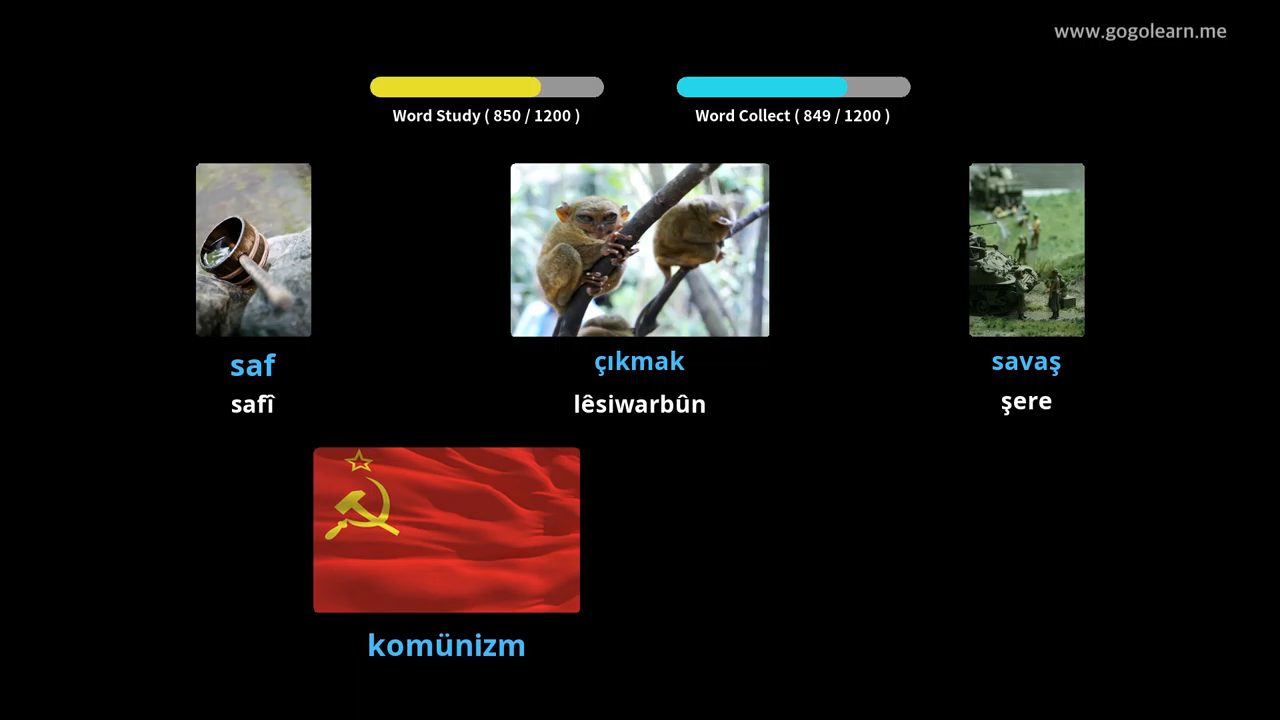 www.gogolearn.me
Word Study ( 850 / 1200 )
Word Collect ( 849 / 1200 )
saf
çıkmak
savaş
safî
lêsiwarbûn
şere
komünizm